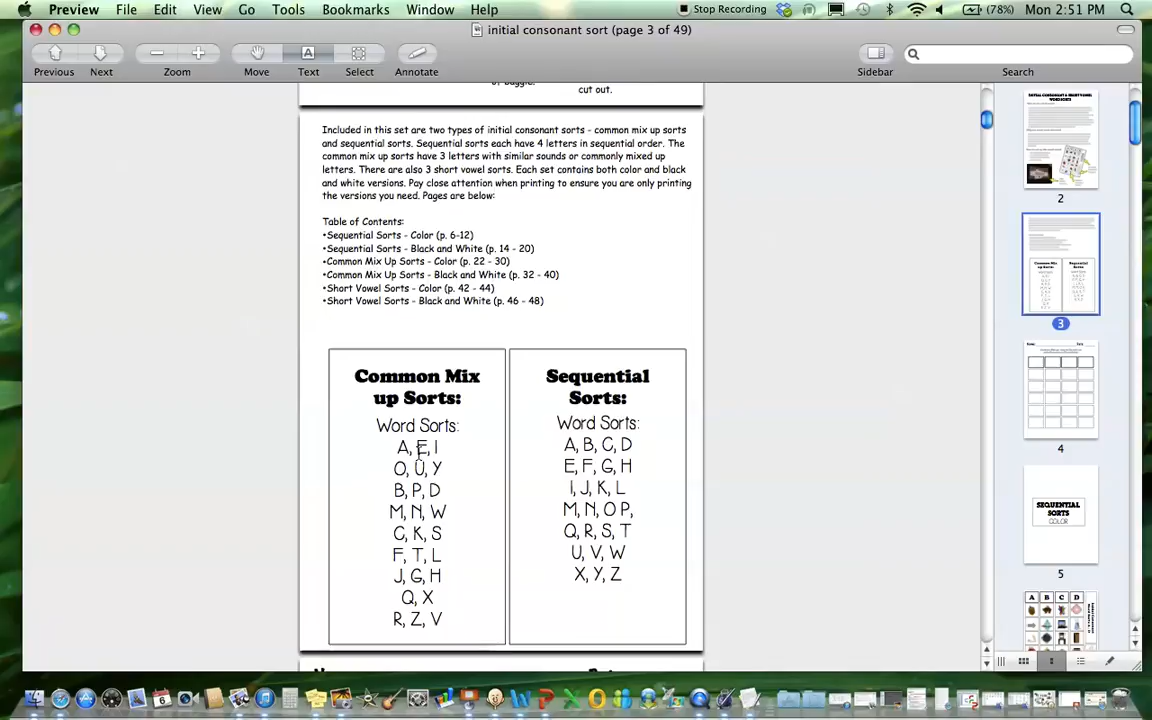 Preview File Edit View Go Tools Bookmarks Window Help Stop Recording (78%) Mon 2:51 PM
initial consonant sort (page 3 of 49)
Previous Next Zoom Move Text Select Annotate Sidebar Search
cut out.
Included in this set are two types of initial consonant sorts - common mix up sorts
and sequential sorts. Sequential sorts each have 4 letters in sequential order. The
common mix up sorts have 3 letters with similar sounds or commonly mixed up
letters. There are also 3 short vowel sorts. Each set contains both color and black
and white versions. Pay close attention when printing to ensure you are only printing
the versions you need. Pages are below:
Table of Contents:
•Sequential Sorts - Color (p. 6-12)
•Sequential Sorts - Black and White (p. 14 - 20)
•Common Mix Up Sorts - Color (p. 22 - 30)
•Common Mix Up Sorts - Black and White (p. 32 - 40)
•Short Vowel Sorts - Color (p. 42 - 44)
•Short Vowel Sorts - Black and White (p. 46 - 48)
Common Mix
up Sorts:
Word Sorts:
A, E, I
O, U, Y
B, P, D
M, N, W
C, K, S
F, T, L
J, G, H
Q, X
R, Z, V
Sequential
Sorts:
Word Sorts:
A, B, C, D
E, F, G, H
I, J, K, L
M, N, O P,
Q, R, S, T
U, V, W
X, Y, Z
2
Common Mix
up Sorts:
Sequential
Sorts:
3
4
SEQUENTIAL
SORTS
COLOR
5
A B C D